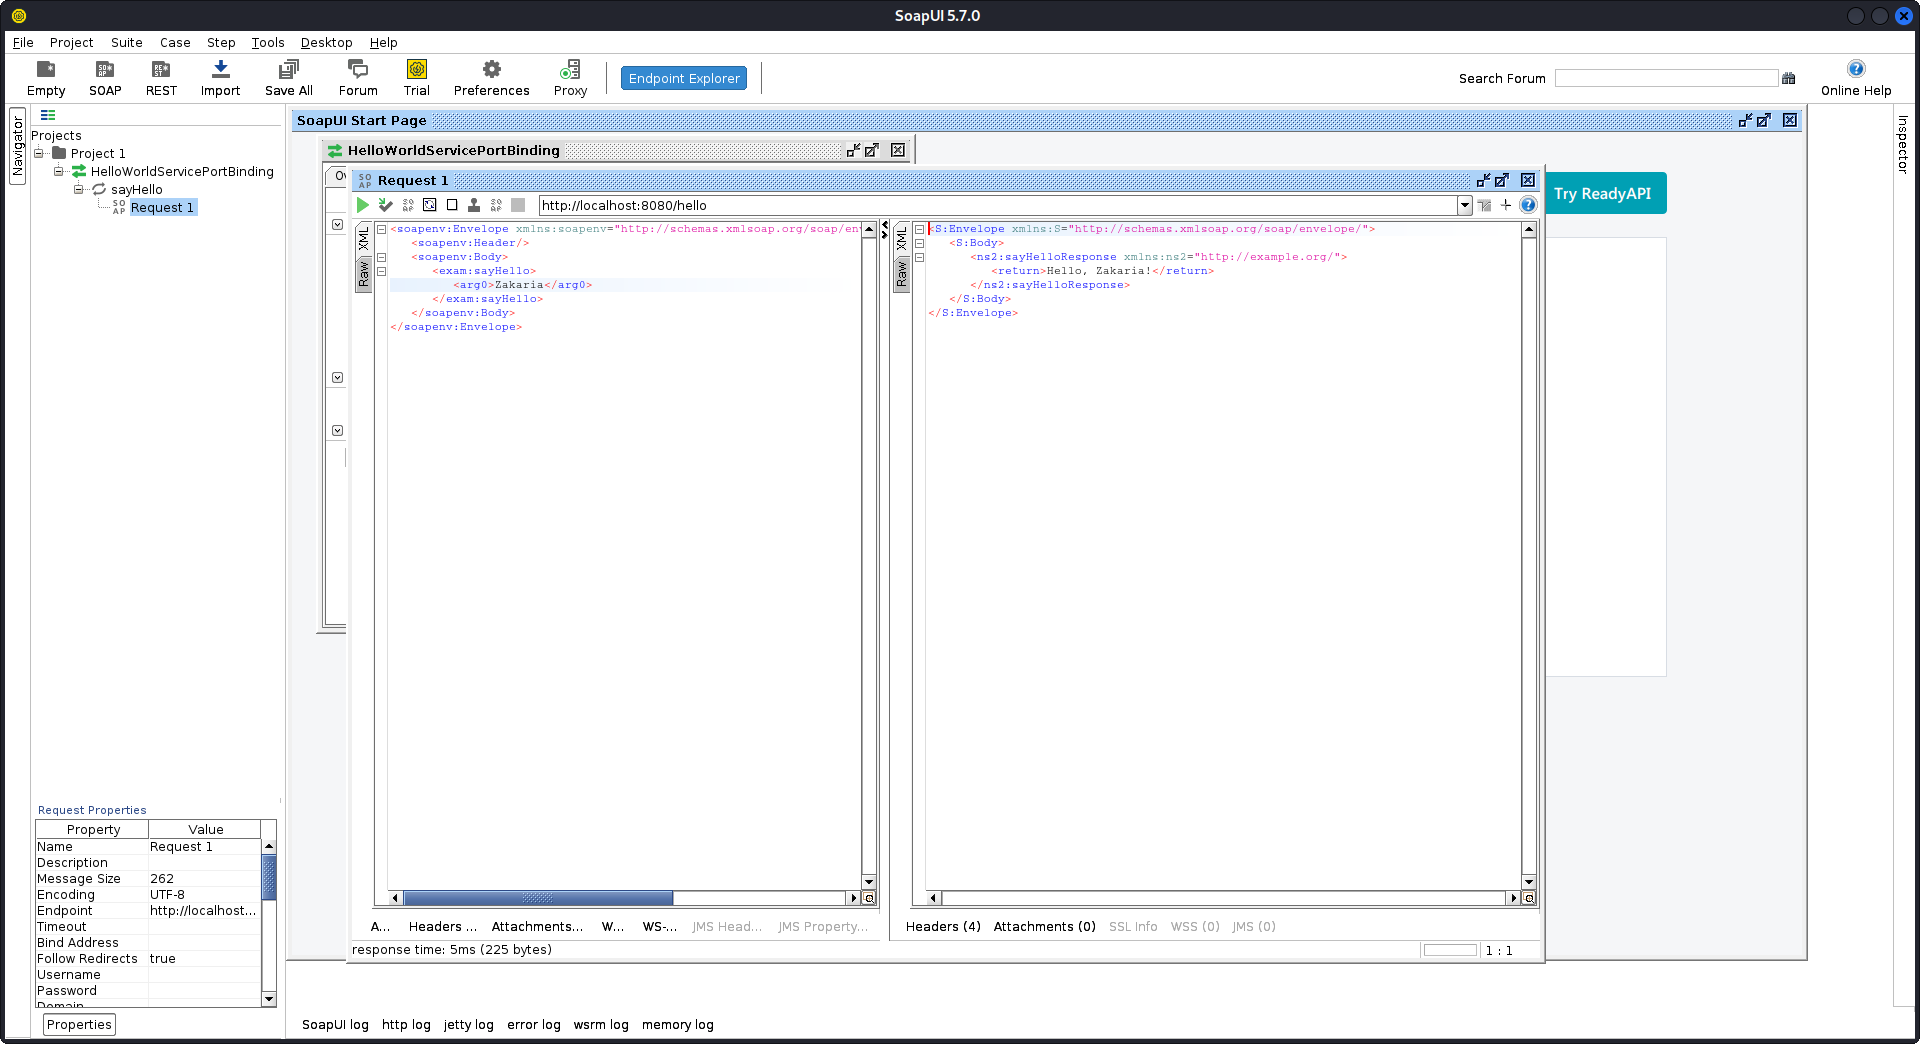 SoapUI 5.7.0
File Project Suite Case Step Tools Desktop Help
Empty SOAP REST Import Save All Forum Trial Preferences Proxy Endpoint Explorer Search Forum Online Help
Navigator
Inspector
Projects
Project 1
HelloWorldServicePortBinding
sayHello
SO AP Request 1
SoapUI Start Page
HelloWorldServicePortBinding
Ov
Try ReadyAPI
SO AP Request 1
http://localhost:8080/hello
XML
Raw
<soapenv:Envelope xmlns:soapenv="http://schemas.xmlsoap.org/soap/env
<soapenv:Header/>
<soapenv:Body>
<exam:sayHello>
<arg0>Zakaria</arg0>
</exam:sayHello>
</soapenv:Body>
</soapenv:Envelope>
XML
Raw
<S:Envelope xmlns:S="http://schemas.xmlsoap.org/soap/envelope/">
<S:Body>
<ns2:sayHelloResponse xmlns:ns2="http://example.org/">
<return>Hello, Zakaria!</return>
</ns2:sayHelloResponse>
</S:Body>
</S:Envelope>
A... Headers ... Attachments... W... WS-... JMS Head... JMS Property...
Headers (4) Attachments (0) SSL Info WSS (0) JMS (0)
response time: 5ms (225 bytes)
1 : 1
Request Properties
Property Value
Name Request 1
Description
Message Size 262
Encoding UTF-8
Endpoint http://localhost...
Timeout
Bind Address
Follow Redirects true
Username
Password
Domain
Properties
SoapUI log http log jetty log error log wsrm log memory log